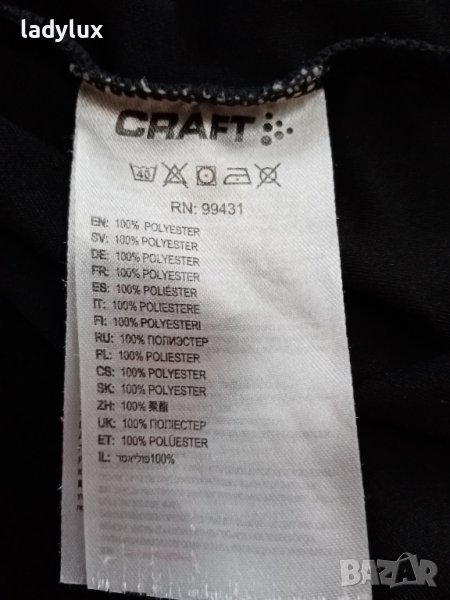 ladylux
CRAFT
40
RN: 99431
EN: 100% POLYESTER
SV: 100% POLYESTER
DE: 100% POLYESTER
FR: 100% POLYESTER
ES: 100% POLIÉSTER
IT: 100% POLIESTERE
FI: 100% POLYESTERI
RU: 100% ПОЛИЭСТЕР
PL: 100% POLIESTER
CS: 100% POLYESTER
SK: 100% POLYESTER
ZH: 100% 聚酯
UK: 100% ПОЛІЕСТЕР
ET: 100% POLÜESTER
IL: 100%פוליאסטר
BAZAR